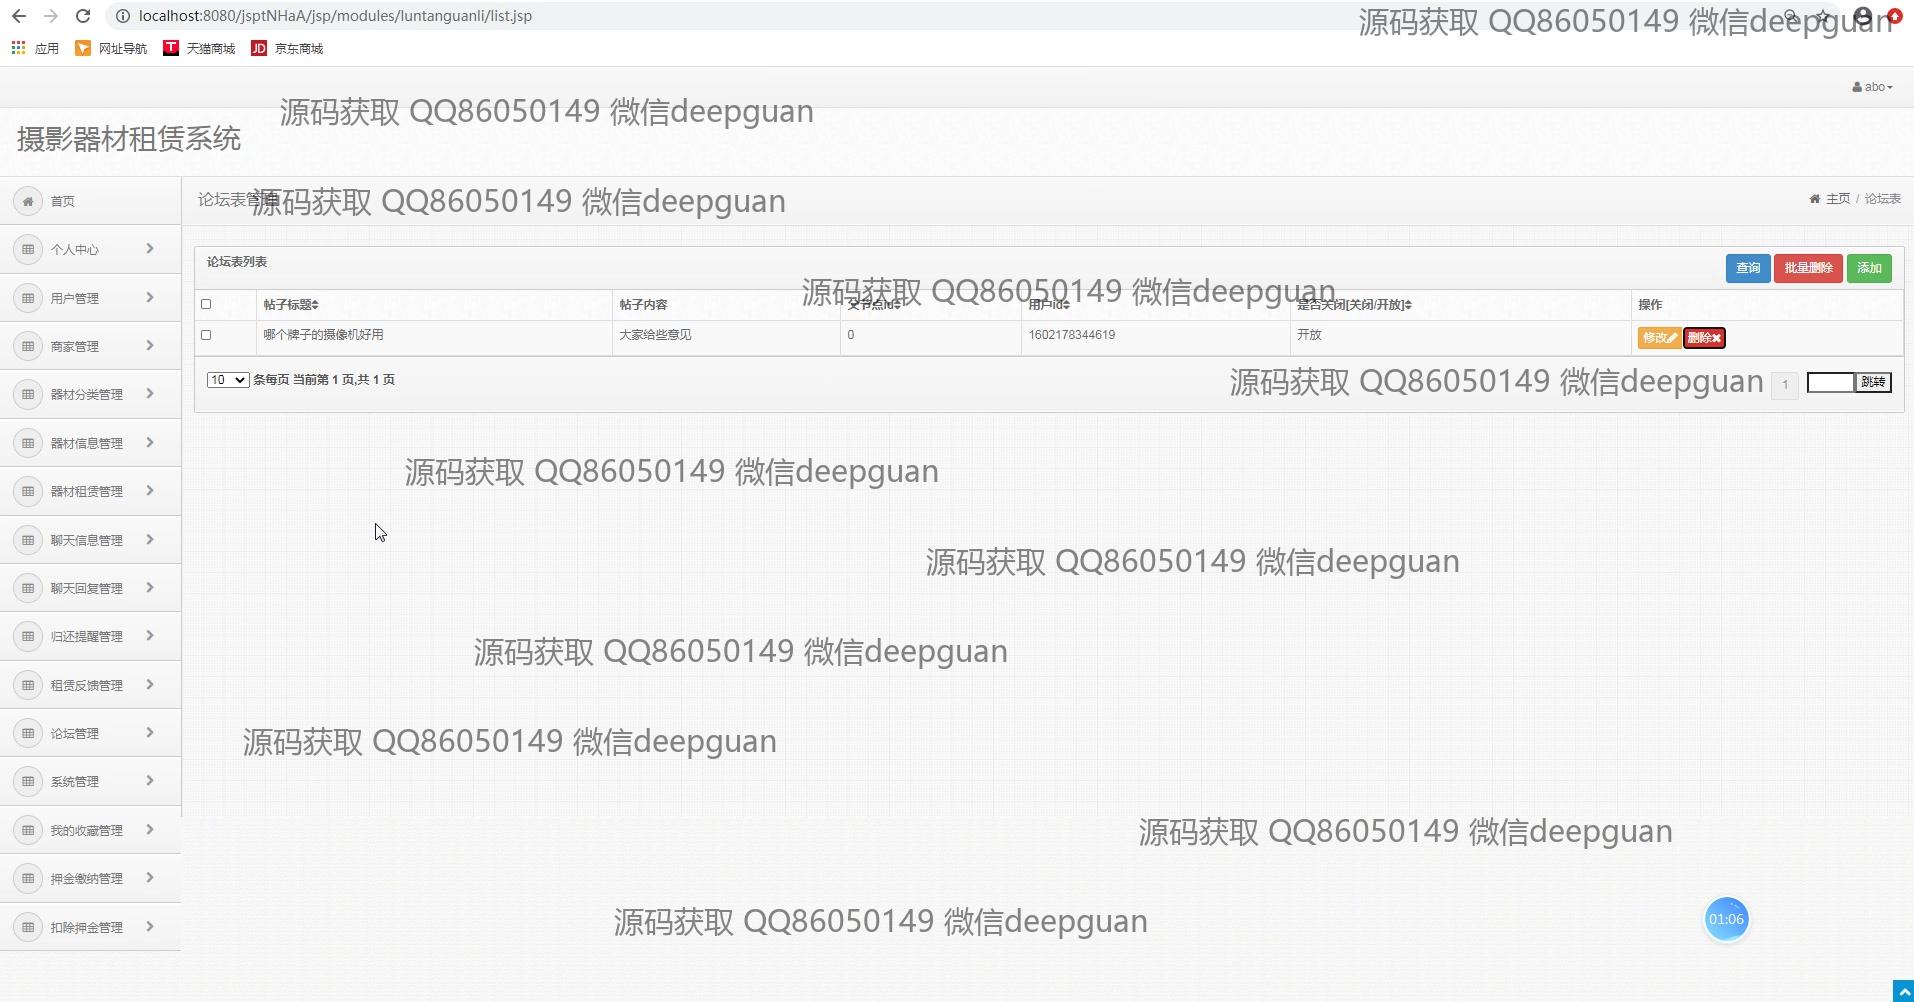 localhost:8080/jsptNHaA/jsp/modules/luntanguanli/list.jsp
源码获取 QQ86050149 微信deepguan
应用 网址导航 天猫商城 JD 京东商城
abo
源码获取 QQ86050149 微信deepguan
摄影器材租赁系统
首页
论坛表管理
源码获取 QQ86050149 微信deepguan
主页 / 论坛表
个人中心
论坛表列表
查询 批量删除 添加
源码获取 QQ86050149 微信deepguan
用户管理
帖子标题 帖子内容 父节点id 用户id 是否关闭[关闭/开放] 操作
哪个牌子的摄像机好用 大家给些意见 0 1602178344619 开放 修改 删除
商家管理
10 条每页 当前第 1 页,共 1 页
源码获取 QQ86050149 微信deepguan
1 跳转
器材分类管理
器材信息管理
源码获取 QQ86050149 微信deepguan
器材租赁管理
聊天信息管理
源码获取 QQ86050149 微信deepguan
聊天回复管理
归还提醒管理
源码获取 QQ86050149 微信deepguan
租赁反馈管理
论坛管理
源码获取 QQ86050149 微信deepguan
系统管理
我的收藏管理
源码获取 QQ86050149 微信deepguan
押金缴纳管理
扣除押金管理
源码获取 QQ86050149 微信deepguan
01:06